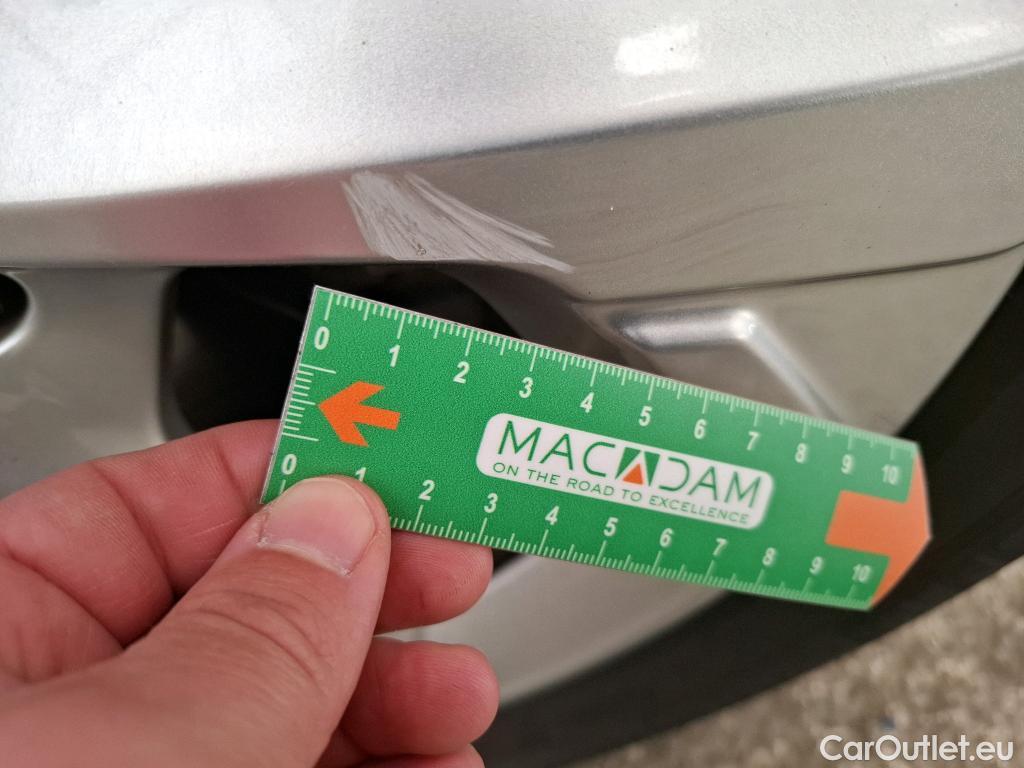 0 1 2 3 4 5 6 7 8 9 10
MACADAM
ON THE ROAD TO EXCELLENCE
0 1 2 3 4 5 6 7 8 9 10
CarOutlet.eu